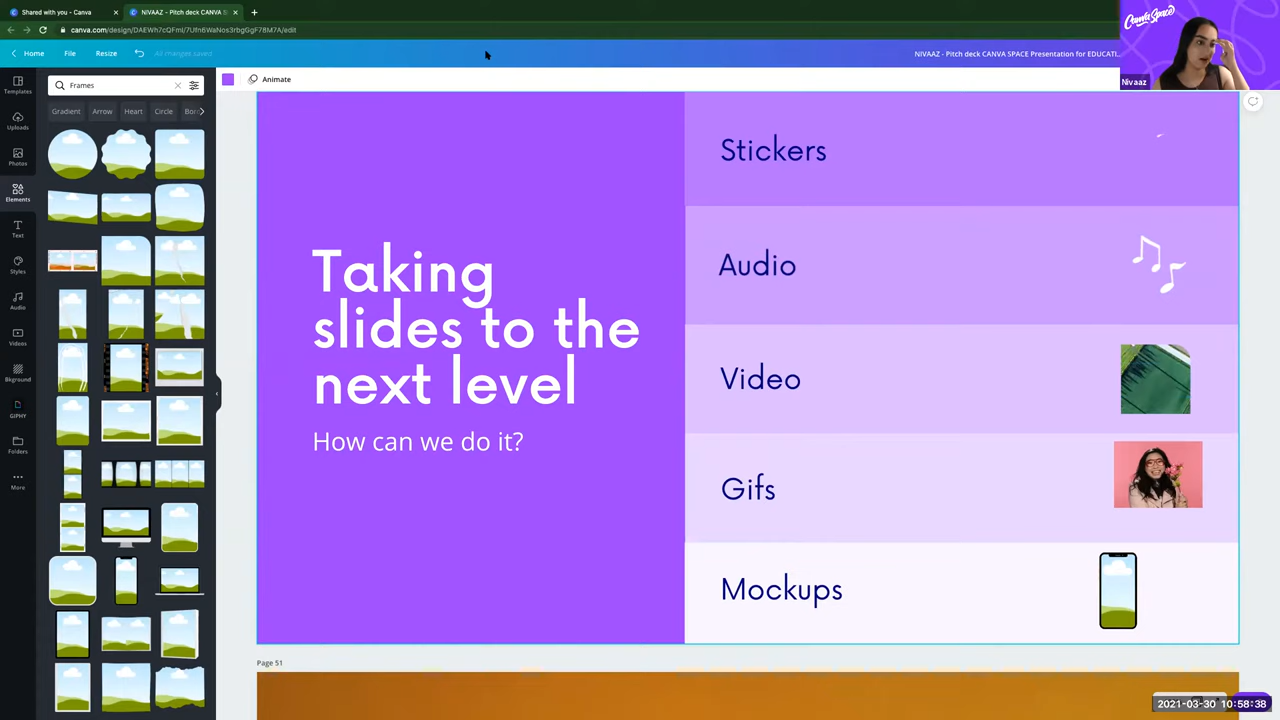 Shared with you - Canva
NIVAAZ - Pitch deck CANVA S
canva.com/design/DAEWh7cQFmI/7Ufn6WaNos3rbgGgF78M7A/edit
Home
File
Resize
All changes saved
NIVAAZ - Pitch deck CANVA SPACE Presentation for EDUCATI...
Canva Space
Nivaaz
Templates
Uploads
Photos
Elements
Text
Styles
Audio
Videos
Bkground
GIPHY
Folders
More
Frames
Gradient
Arrow
Heart
Circle
Animate
Taking
slides to the
next level
How can we do it?
Stickers
Audio
Video
Gifs
Mockups
Page 51
2021-03-30 10:58:38